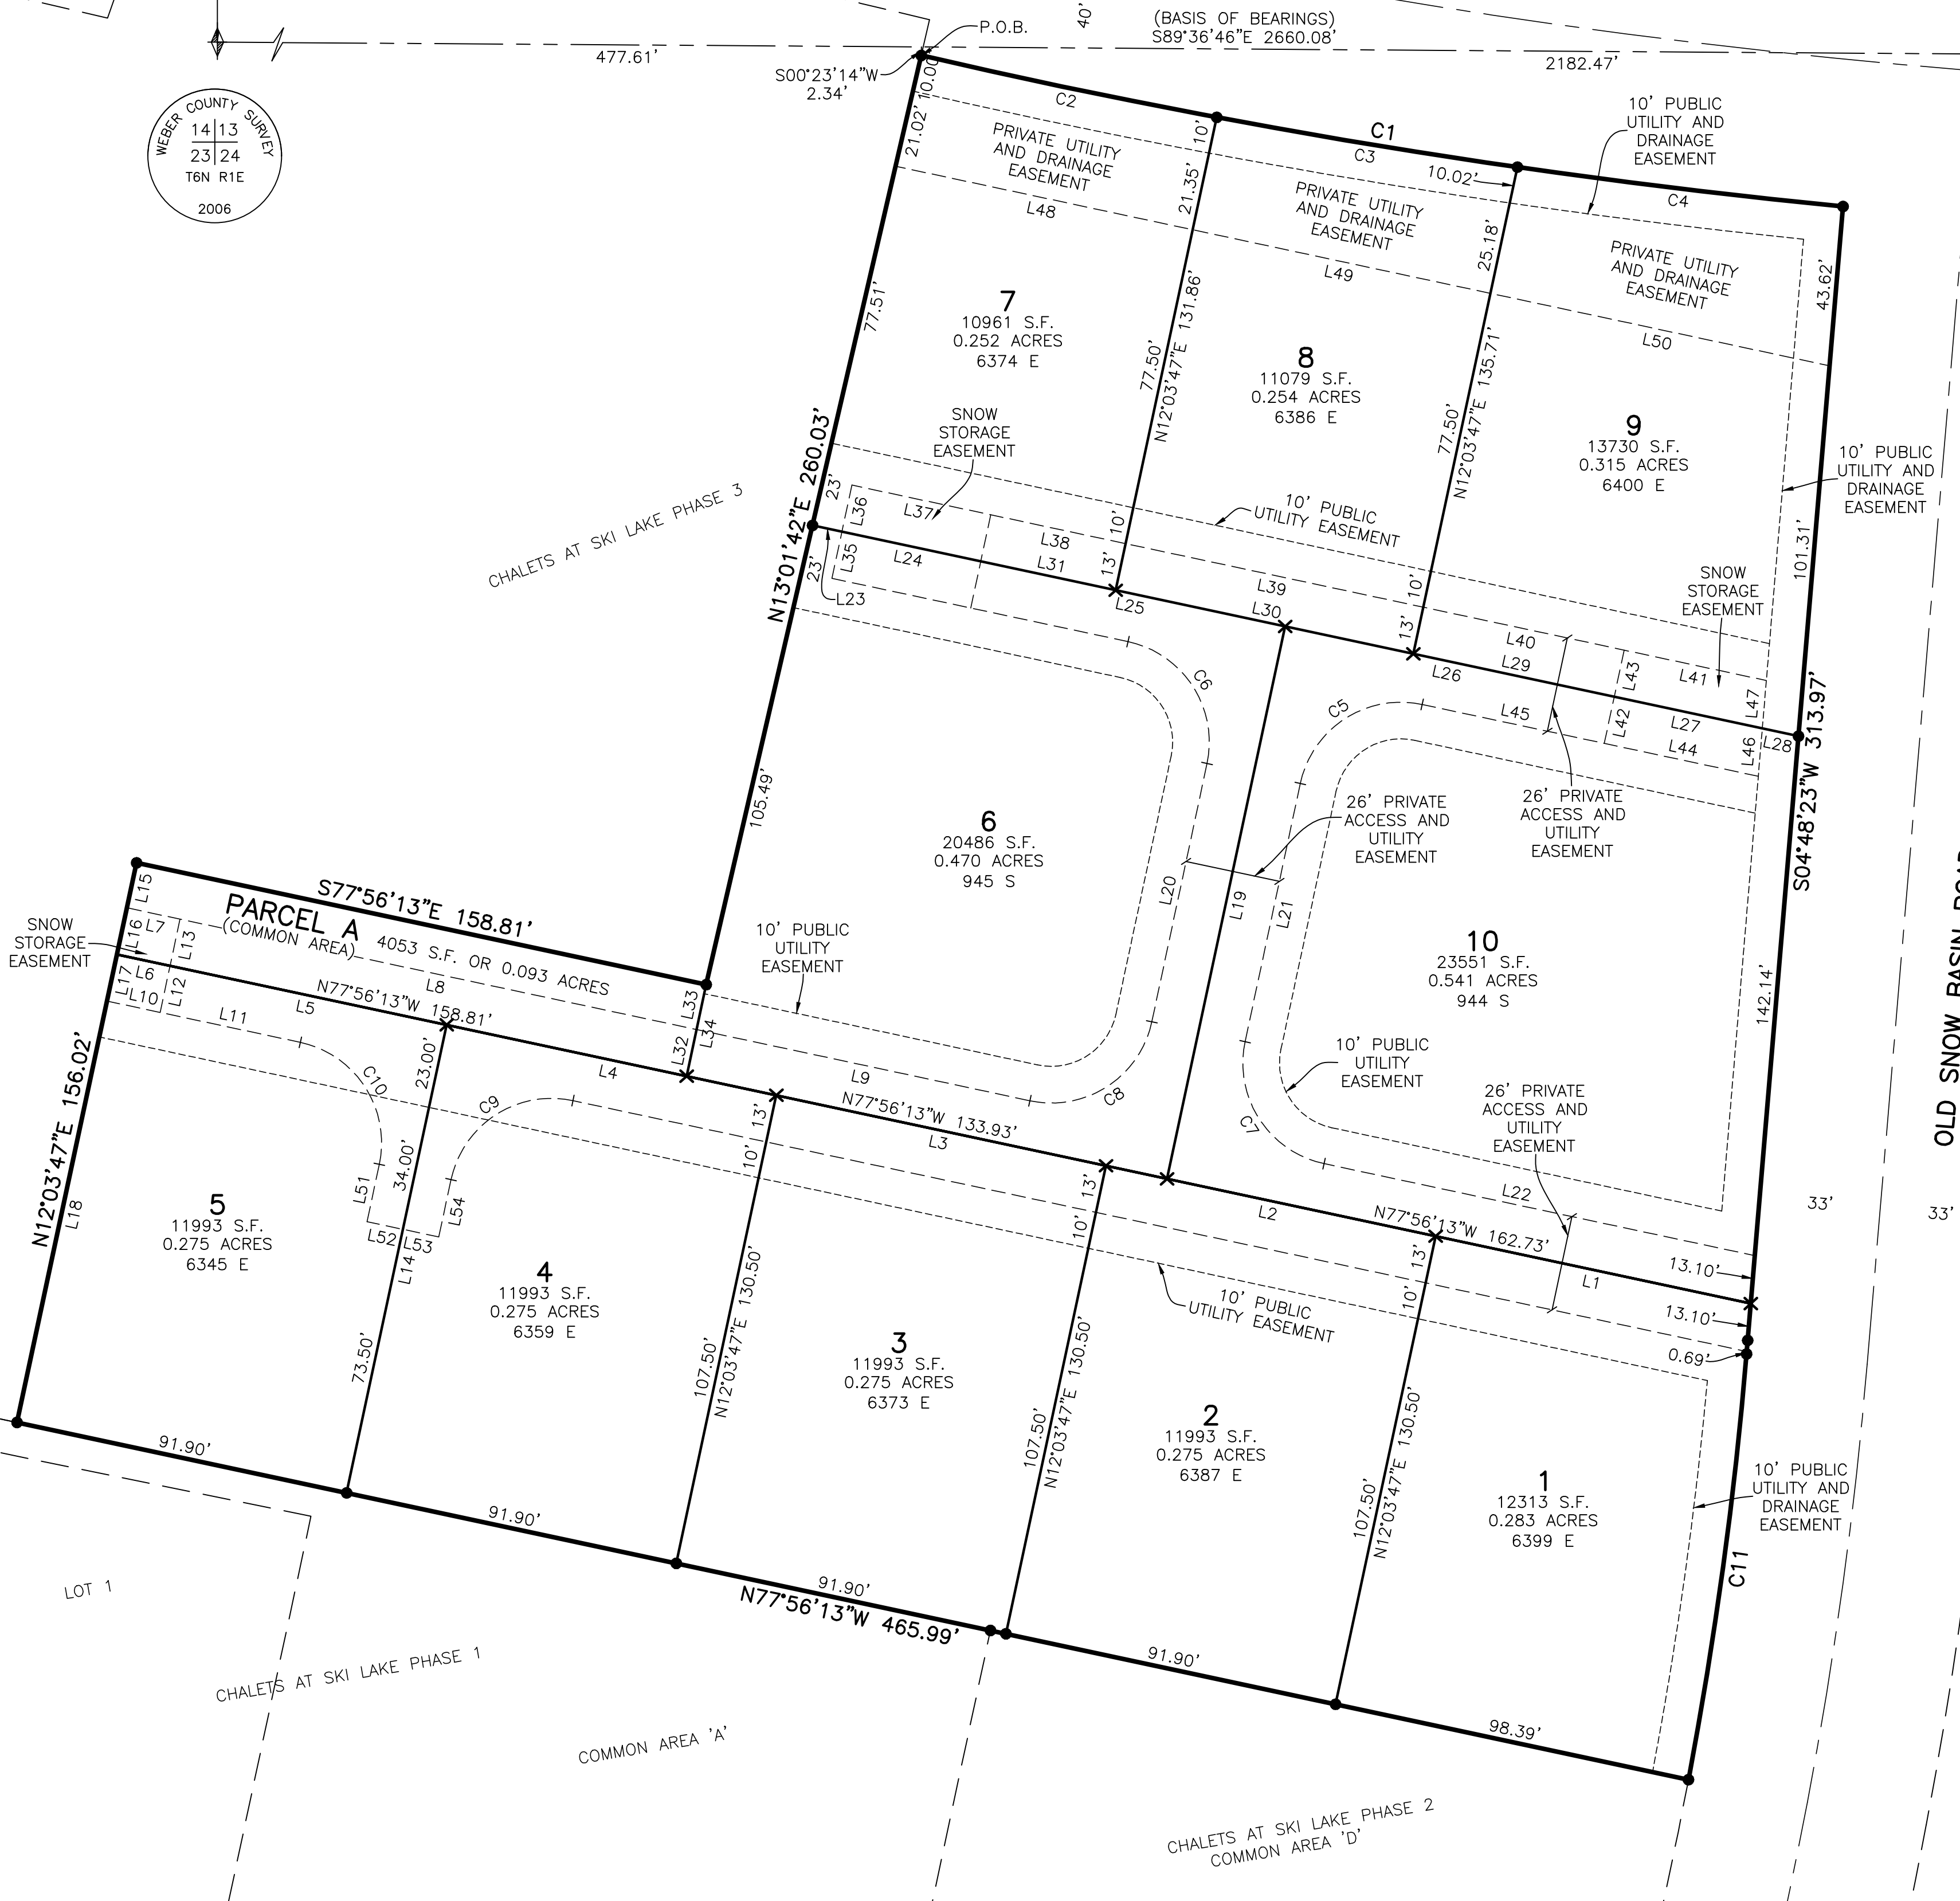 40'
(BASIS OF BEARINGS)
S89°36'46"E 2660.08'
477.61'
2182.47'
P.O.B.
S00°23'14"W
2.34'
WEBER COUNTY SURVEY
14 13
23 24
T6N R1E
2006
10.00'
21.02'
C2
C1
C3
C4
10'
10.02'
10' PUBLIC
UTILITY AND
DRAINAGE
EASEMENT
PRIVATE UTILITY
AND DRAINAGE
EASEMENT
PRIVATE UTILITY
AND DRAINAGE
EASEMENT
PRIVATE UTILITY
AND DRAINAGE
EASEMENT
L48
L49
L50
21.35'
25.18'
43.62'
77.51'
7
10961 S.F.
0.252 ACRES
6374 E
77.50'
N12°03'47"E 131.86'
8
11079 S.F.
0.254 ACRES
6386 E
77.50'
N12°03'47"E 135.71'
9
13730 S.F.
0.315 ACRES
6400 E
10' PUBLIC
UTILITY AND
DRAINAGE
EASEMENT
101.31'
SNOW
STORAGE
EASEMENT
N13°01'42"E 260.03'
CHALETS AT SKI LAKE PHASE 3
23'
23'
L36
L37
L35
L24
L23
L38
L31
10'
13'
L25
L30
L39
10' PUBLIC
UTILITY EASEMENT
10'
13'
L40
L29
L26
SNOW
STORAGE
EASEMENT
L43
L41
L47
L42
L27
L46
L28
L44
L45
S04°48'23"W 313.97'
C6
C5
105.49'
6
20486 S.F.
0.470 ACRES
945 S
26' PRIVATE
ACCESS AND
UTILITY
EASEMENT
26' PRIVATE
ACCESS AND
UTILITY
EASEMENT
L20
L19
L21
10
23551 S.F.
0.541 ACRES
944 S
142.14'
OLD SNOW BASIN ROAD
33'
33'
S77°56'13"E 158.81'
PARCEL A
(COMMON AREA)
4053 S.F. OR 0.093 ACRES
SNOW
STORAGE
EASEMENT
L15
L16
L7
L13
L6
L17
L10
L12
L11
L5
L8
N77°56'13"W 158.81'
10' PUBLIC
UTILITY
EASEMENT
L33
L34
L32
L4
L9
C8
C7
10' PUBLIC
UTILITY
EASEMENT
26' PRIVATE
ACCESS AND
UTILITY
EASEMENT
N77°56'13"W 133.93'
L3
L2
L22
N77°56'13"W 162.73'
L1
13.10'
13.10'
0.69'
N12°03'47"E 156.02'
L18
C10
C9
23.00'
34.00'
L51
L52
L53
L54
L14
73.50'
13'
10'
13'
10'
13'
10'
5
11993 S.F.
0.275 ACRES
6345 E
4
11993 S.F.
0.275 ACRES
6359 E
107.50'
N12°03'47"E 130.50'
3
11993 S.F.
0.275 ACRES
6373 E
107.50'
N12°03'47"E 130.50'
10' PUBLIC
UTILITY EASEMENT
2
11993 S.F.
0.275 ACRES
6387 E
107.50'
N12°03'47"E 130.50'
1
12313 S.F.
0.283 ACRES
6399 E
10' PUBLIC
UTILITY AND
DRAINAGE
EASEMENT
C11
91.90'
91.90'
91.90'
N77°56'13"W 465.99'
91.90'
98.39'
LOT 1
CHALETS AT SKI LAKE PHASE 1
COMMON AREA 'A'
CHALETS AT SKI LAKE PHASE 2
COMMON AREA 'D'